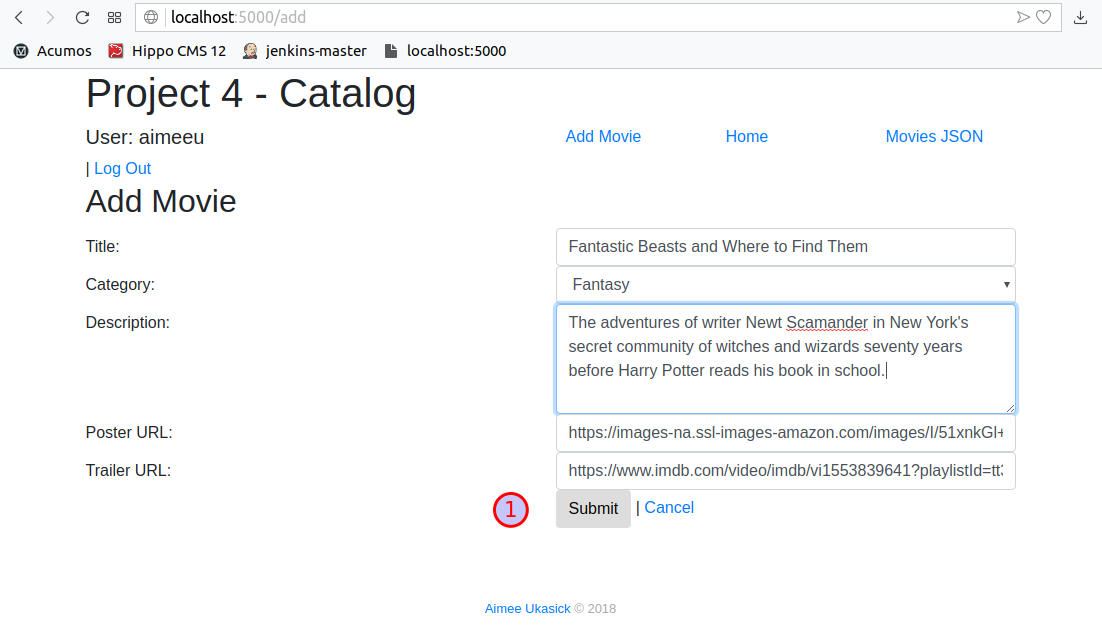 localhost:5000/add
Acumos Hippo CMS 12 jenkins-master localhost:5000
Project 4 - Catalog
User: aimeeu Add Movie Home Movies JSON
| Log Out
Add Movie
Title: Fantastic Beasts and Where to Find Them
Category: Fantasy
Description: The adventures of writer Newt Scamander in New York's
secret community of witches and wizards seventy years
before Harry Potter reads his book in school.
Poster URL: https://images-na.ssl-images-amazon.com/images/I/51xnkGl+
Trailer URL: https://www.imdb.com/video/imdb/vi1553839641?playlistId=tt3
1 Submit | Cancel
Aimee Ukasick © 2018